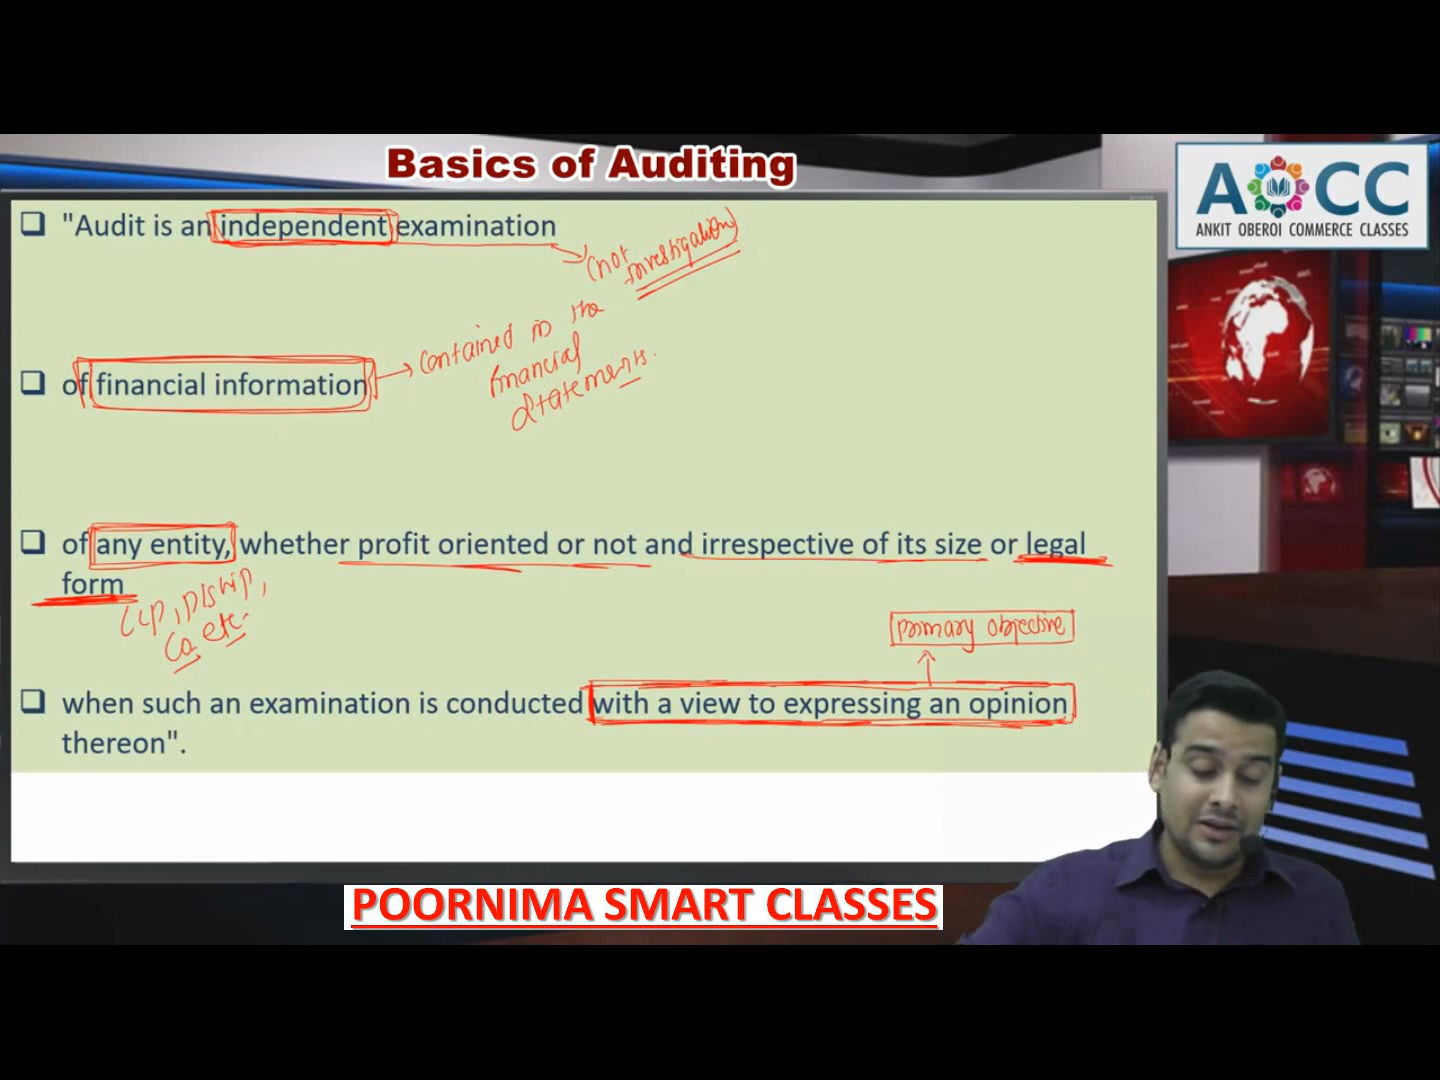 Basics of Auditing
AOCC
ANKIT OBEROI COMMERCE CLASSES
"Audit is an independent examination
(not
investigation)
of financial information
contained in the
financial
statements.
of any entity, whether profit oriented or not and irrespective of its size or legal
form
LLP, P/ship,
Co. etc.
primary objective
when such an examination is conducted with a view to expressing an opinion
thereon".
POORNIMA SMART CLASSES